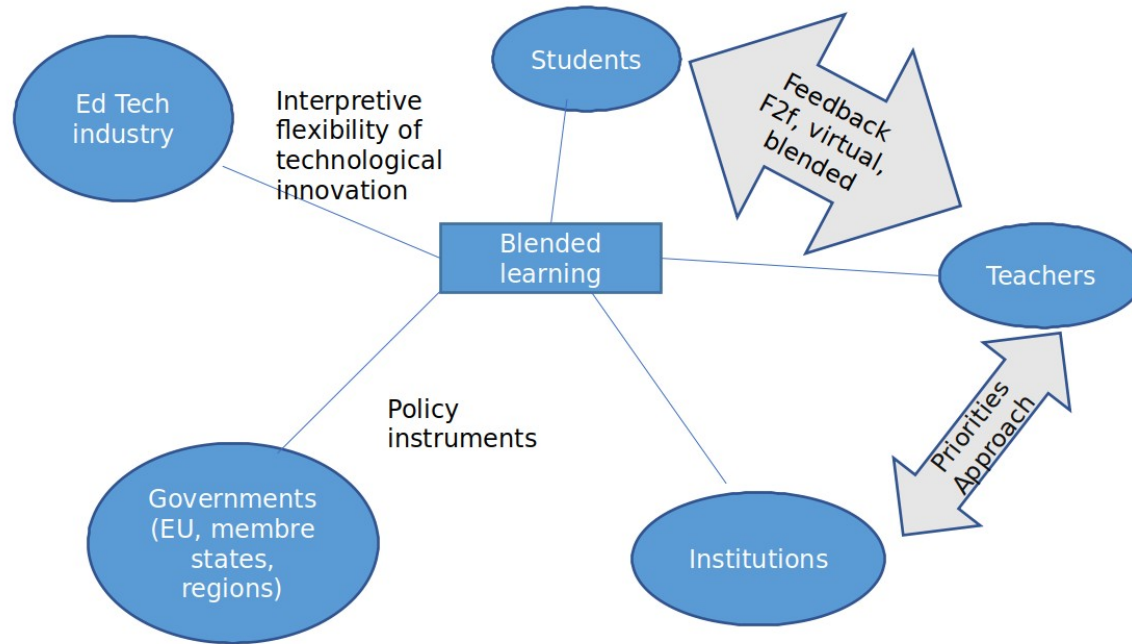 Students
Ed Tech
industry
Interpretive
flexibility of
technological
innovation
Feedback
F2f, virtual,
blended
Blended
learning
Teachers
Policy
instruments
Priorities
Approach
Governments
(EU, membre
states,
regions)
Institutions